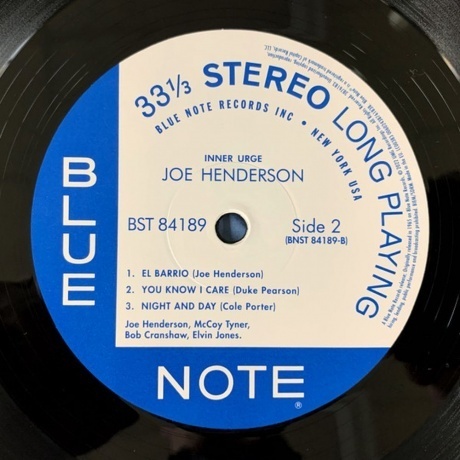 33 1/3 STEREO LONG PLAYING
BLUE NOTE RECORDS INC • NEW YORK USA
INNER URGE
JOE HENDERSON
BST 84189
Side 2
(BNST 84189-B)
1. EL BARRIO (Joe Henderson)
2. YOU KNOW I CARE (Duke Pearson)
3. NIGHT AND DAY (Cole Porter)
Joe Henderson, McCoy Tyner,
Bob Cranshaw, Elvin Jones.
BLUE
NOTE
®